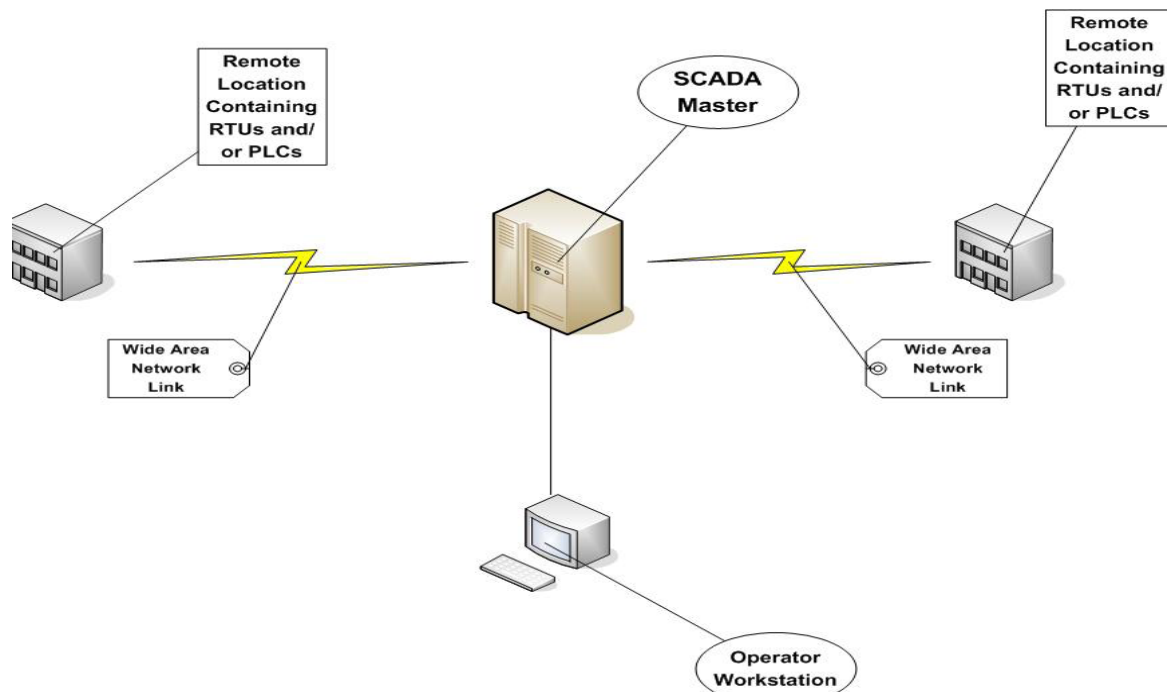 Remote
Location
Containing
RTUs and/
or PLCs
SCADA
Master
Remote
Location
Containing
RTUs and/
or PLCs
Wide Area
Network
Link
Wide Area
Network
Link
Operator
Workstation